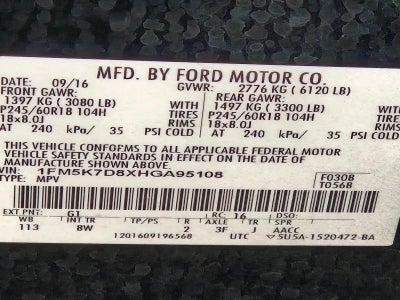 MFD. BY FORD MOTOR CO.
DATE: 09/16 GVWR: 2776 KG ( 6120 LB)
FRONT GAWR: REAR GAWR:
1397 KG ( 3080 LB) WITH 1497 KG ( 3300 LB) WITH
P245/60R18 104H TIRES P245/60R18 104H TIRES
18x8.0J RIMS 18x8.0J RIMS
AT 240 kPa/ 35 PSI COLD AT 240 kPa/ 35 PSI COLD
THIS VEHICLE CONFORMS TO ALL APPLICABLE FEDERAL MOTOR
VEHICLE SAFETY STANDARDS IN EFFECT ON THE DATE OF
MANUFACTURE SHOWN ABOVE.
VIN: 1FM5K7D8XHGA95108 F030B
TYPE: MPV T056B
EXT PNT: G1 RC: 16 DSO:
WB INT TR TP/PS R AXLE TR SPR
113 8W 2 3F J AACC
1201609196568 UTC 5U5A-1520472-BA